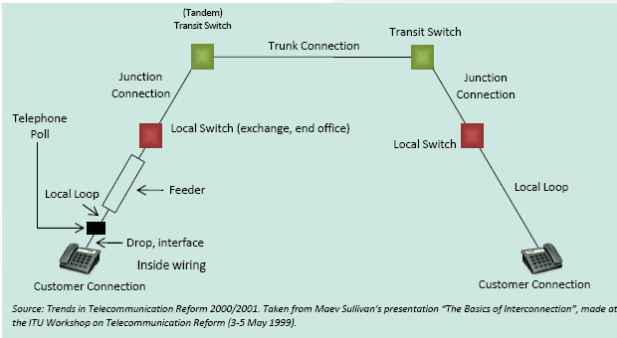 (Tandem)
Transit Switch
Transit Switch
Trunk Connection
Junction
Connection
Junction
Connection
Telephone
Poll
Local Switch (exchange, end office)
Local Switch
Local Loop
Feeder
Local Loop
Drop, interface
Inside wiring
Customer Connection
Customer Connection
Source: Trends in Telecommunication Reform 2000/2001. Taken from Maev Sullivan's presentation “The Basics of Interconnection”, made at
the ITU Workshop on Telecommunication Reform (3-5 May 1999).